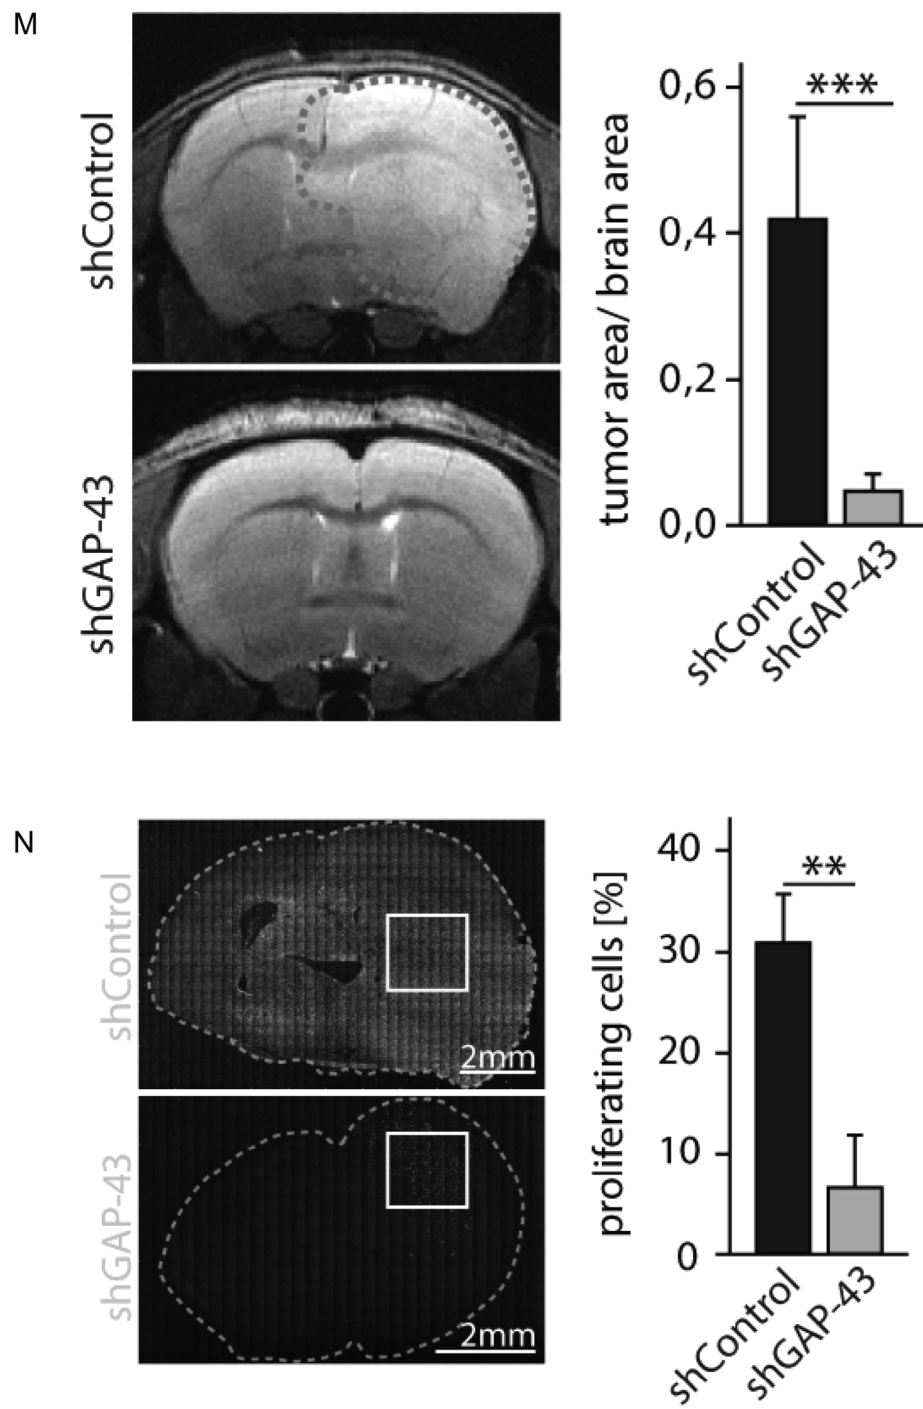 M
shControl
shGAP-43
tumor area/ brain area
0,6
0,4
0,2
0,0
***
shControl
shGAP-43
N
shControl
2mm
shGAP-43
2mm
proliferating cells [%]
40
30
20
10
0
**
shControl
shGAP-43